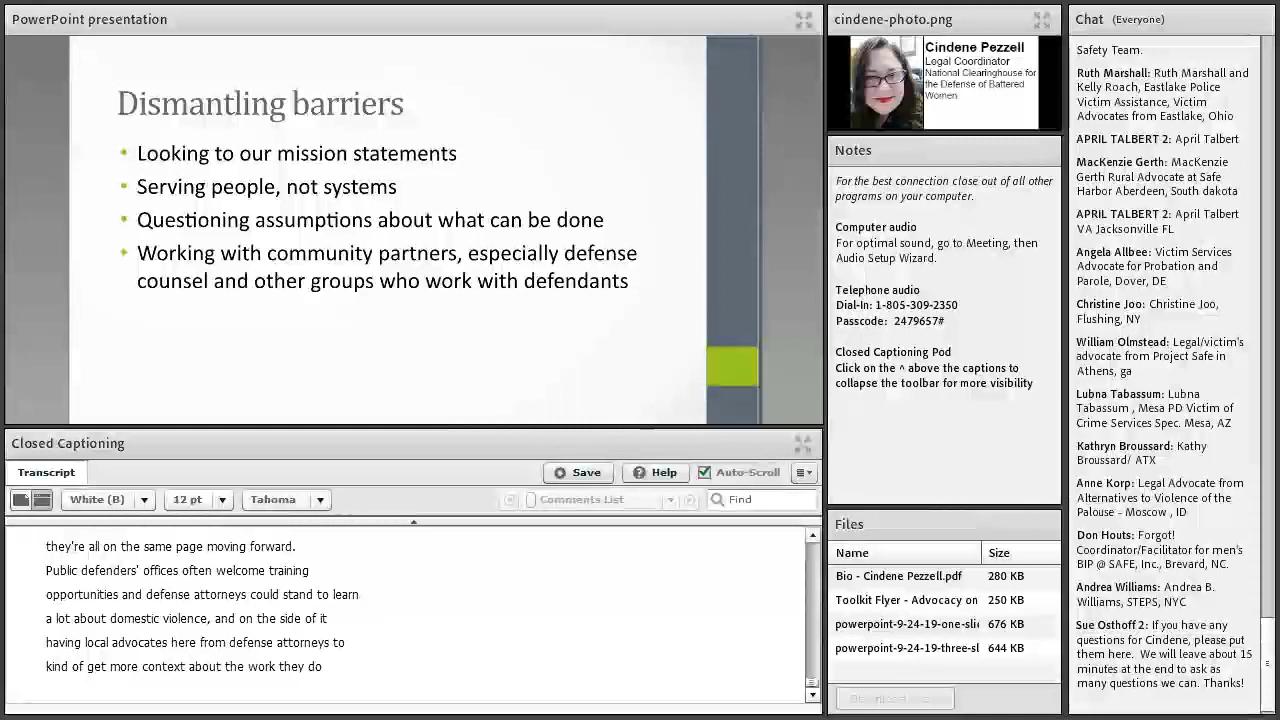 PowerPoint presentation
Dismantling barriers
Looking to our mission statements
Serving people, not systems
Questioning assumptions about what can be done
Working with community partners, especially defense
counsel and other groups who work with defendants
Closed Captioning
Transcript
Save
Help
Auto-Scroll
White (B)
12 pt
Tahoma
Comments List
Find
they're all on the same page moving forward.
Public defenders' offices often welcome training
opportunities and defense attorneys could stand to learn
a lot about domestic violence, and on the side of it
having local advocates here from defense attorneys to
kind of get more context about the work they do
cindene-photo.png
Cindene Pezzell
Legal Coordinator
National Clearinghouse for
the Defense of Battered
Women
Notes
For the best connection close out of all other
programs on your computer.
Computer audio
For optimal sound, go to Meeting, then
Audio Setup Wizard.
Telephone audio
Dial-In: 1-805-309-2350
Passcode: 2479657#
Closed Captioning Pod
Click on the ^ above the captions to
collapse the toolbar for more visibility
Files
Name Size
Bio - Cindene Pezzell.pdf 280 KB
Toolkit Flyer - Advocacy on 250 KB
powerpoint-9-24-19-one-sli 676 KB
powerpoint-9-24-19-three-sl 644 KB
Chat (Everyone)
Safety Team.
Ruth Marshall: Ruth Marshall and
Kelly Roach, Eastlake Police
Victim Assistance, Victim
Advocates from Eastlake, Ohio
APRIL TALBERT 2: April Talbert
MacKenzie Gerth: MacKenzie
Gerth Rural Advocate at Safe
Harbor Aberdeen, South dakota
APRIL TALBERT 2: April Talbert
VA Jacksonville FL
Angela Allbee: Victim Services
Advocate for Probation and
Parole, Dover, DE
Christine Joo: Christine Joo,
Flushing, NY
William Olmstead: Legal/victim's
advocate from Project Safe in
Athens, ga
Lubna Tabassum: Lubna
Tabassum , Mesa PD Victim of
Crime Services Spec. Mesa, AZ
Kathryn Broussard: Kathy
Broussard/ ATX
Anne Korp: Legal Advocate from
Alternatives to Violence of the
Palouse - Moscow , ID
Don Houts: Forgot!
Coordinator/Facilitator for men's
BIP @ SAFE, Inc., Brevard, NC.
Andrea Williams: Andrea B.
Williams, STEPS, NYC
Sue Osthoff 2: If you have any
questions for Cindene, please put
them here. We will leave about 15
minutes at the end to ask as
many questions we can. Thanks!